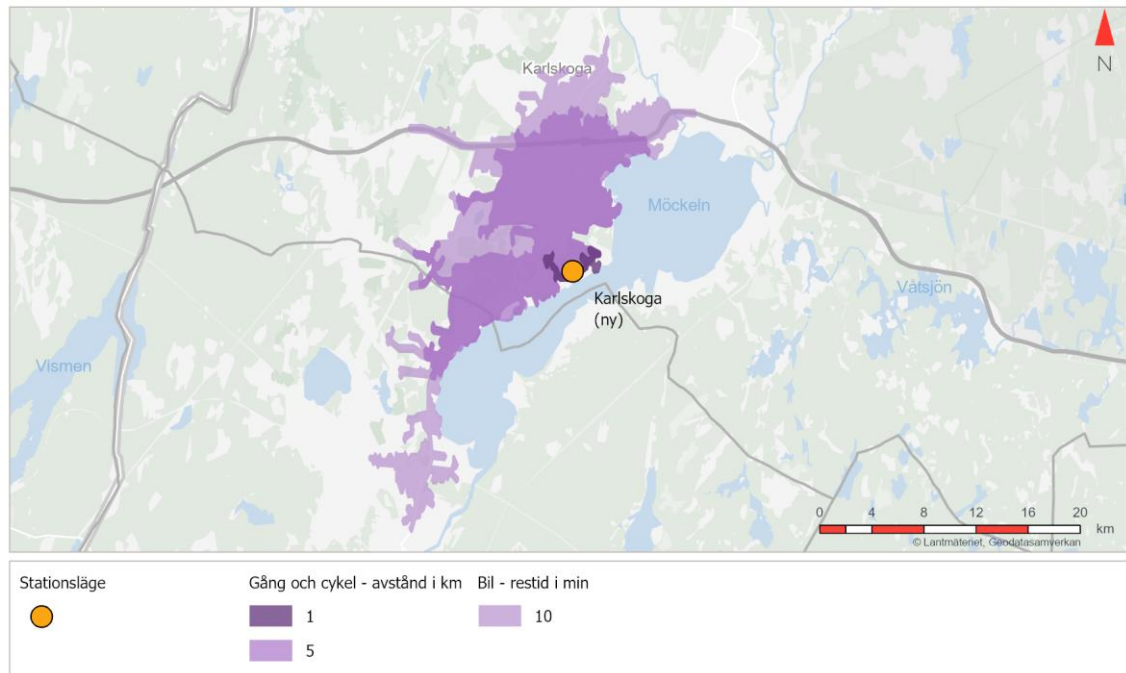 Karlskoga
N
Möckeln
Karlskoga
(ny)
Våtsjön
Vismen
0 4 8 12 16 20
km
© Lantmäteriet, Geodatasamverkan
Stationsläge
Gång och cykel - avstånd i km
Bil - restid i min
1
10
5